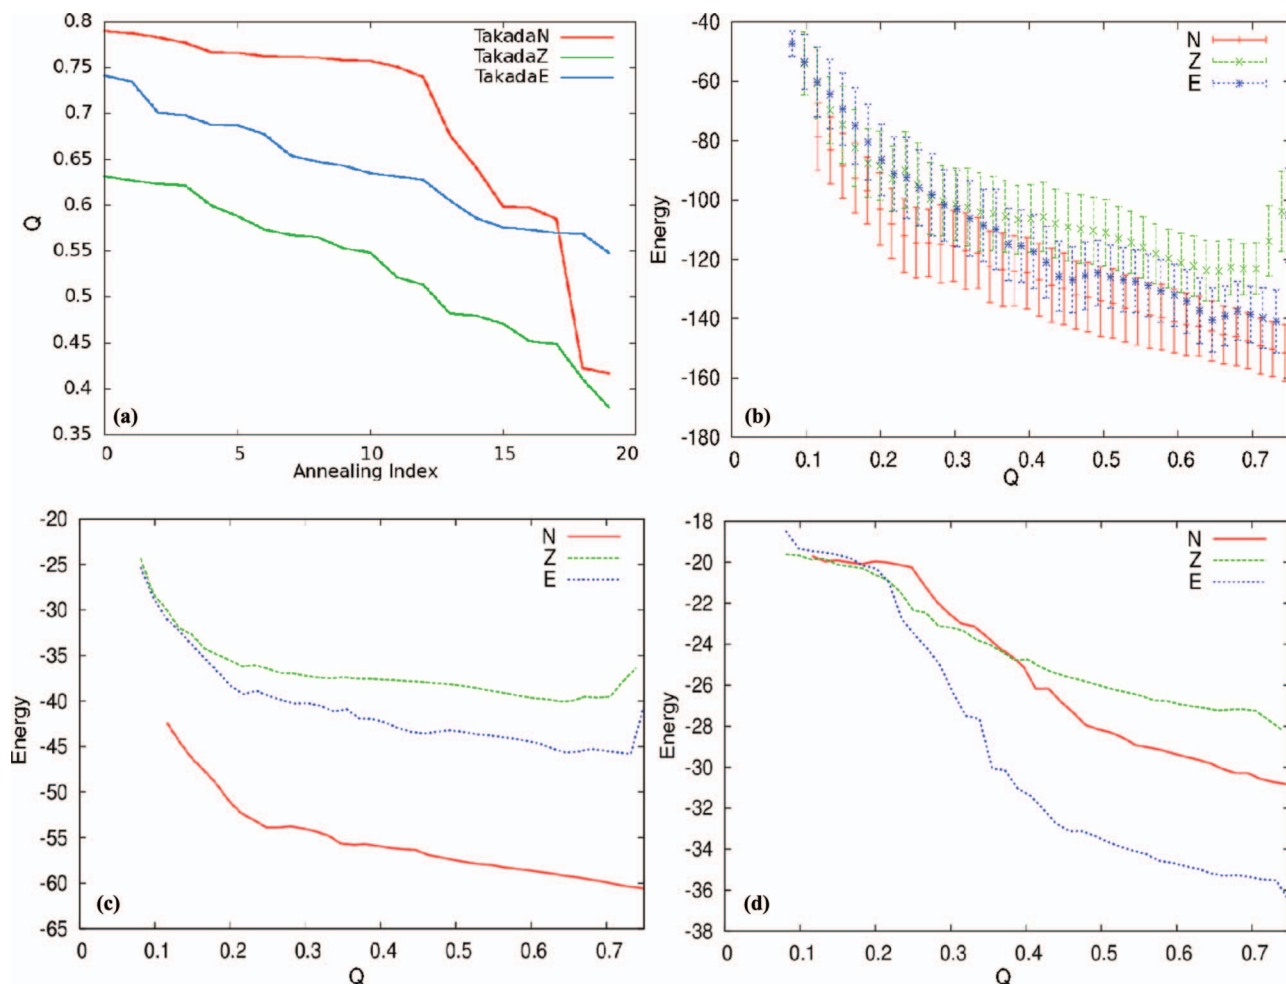 0.8
0.75
0.7
0.65
0.6
0.55
0.5
0.45
0.4
0.35
Q
TakadaN
TakadaZ
TakadaE
(a)
0 5 10 15 20
Annealing Index
-40
-60
-80
-100
-120
-140
-160
-180
Energy
N
Z
E
(b)
0 0.1 0.2 0.3 0.4 0.5 0.6 0.7
Q
-20
-25
-30
-35
-40
-45
-50
-55
-60
-65
Energy
N
Z
E
(c)
0 0.1 0.2 0.3 0.4 0.5 0.6 0.7
Q
-18
-20
-22
-24
-26
-28
-30
-32
-34
-36
-38
Energy
N
Z
E
(d)
0 0.1 0.2 0.3 0.4 0.5 0.6 0.7
Q